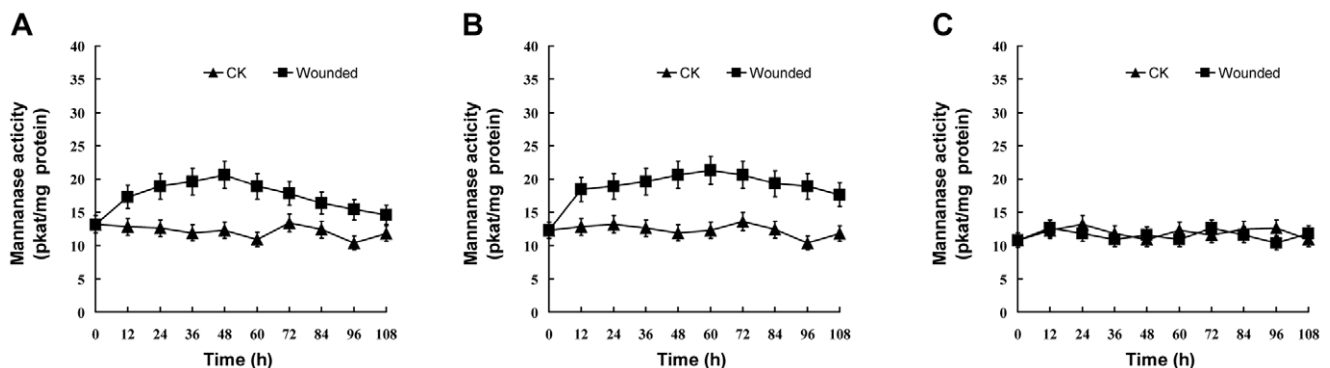 A
Mannanase acticity
(pkat/mg protein)
40
35
30
25
20
15
10
5
0
CK
Wounded
0 12 24 36 48 60 72 84 96 108
Time (h)
B
Mannanase acticity
(pkat/mg protein)
40
35
30
25
20
15
10
5
0
CK
Wounded
0 12 24 36 48 60 72 84 96 108
Time (h)
C
Mannanase acticity
(pkat/mg protein)
40
35
30
25
20
15
10
5
0
CK
Wounded
0 12 24 36 48 60 72 84 96 108
Time (h)